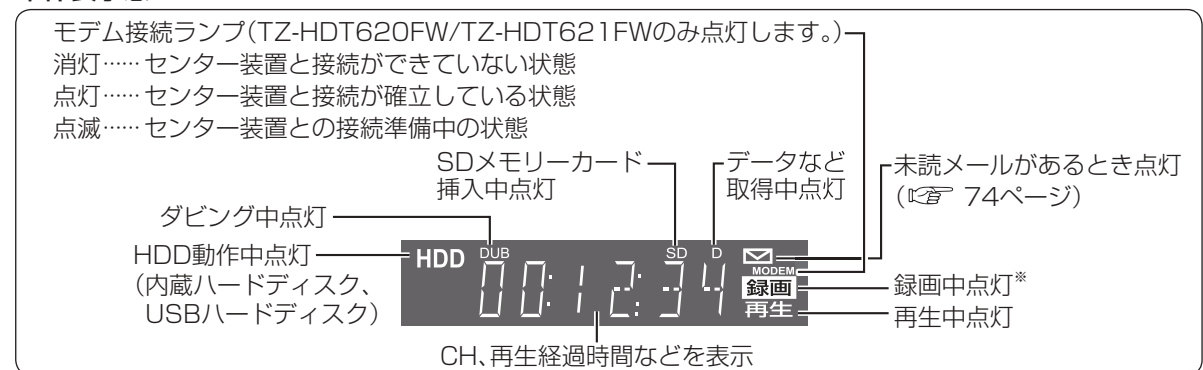 モデム接続ランプ(TZ-HDT620FW/TZ-HDT621FWのみ点灯します。)
消灯……センター装置と接続ができていない状態
点灯……センター装置と接続が確立している状態
点滅……センター装置との接続準備中の状態
SDメモリーカード
挿入中点灯
データなど
取得中点灯
未読メールがあるとき点灯
(☞ 74ページ)
ダビング中点灯
HDD動作中点灯
(内蔵ハードディスク、
USBハードディスク)
HDD DUB SD D
00:12:34
MODEM
録画
再生
録画中点灯※
再生中点灯
CH、再生経過時間などを表示